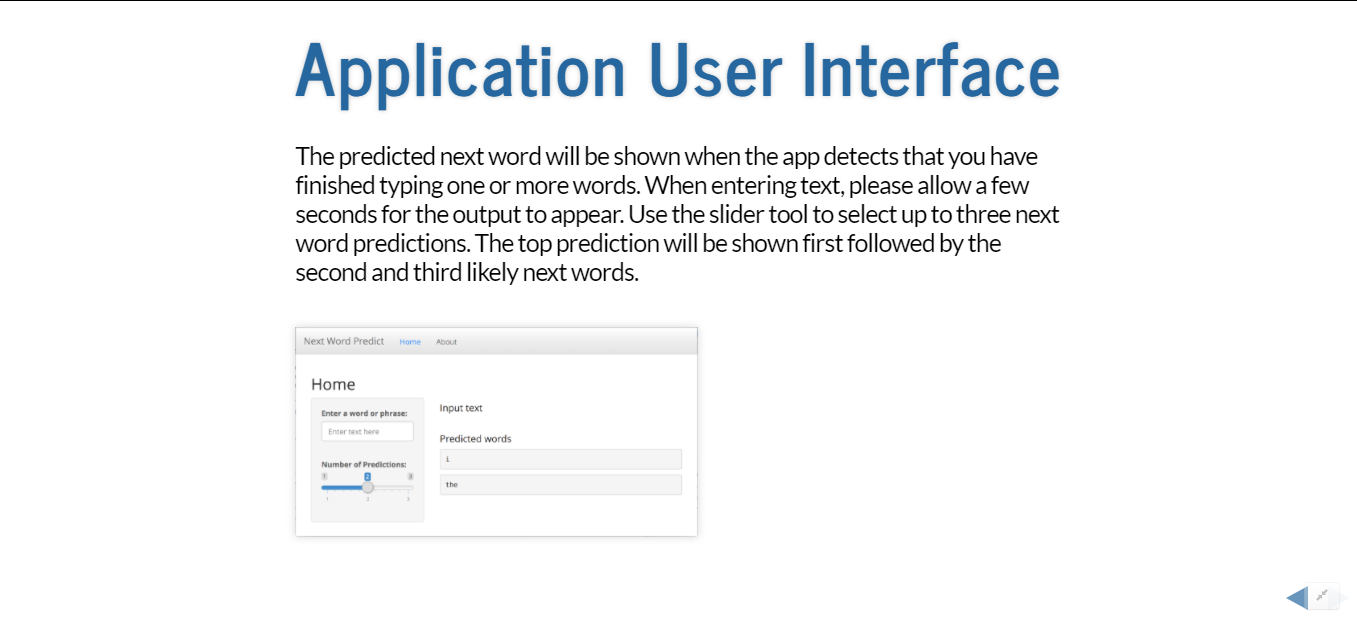 Application User Interface
The predicted next word will be shown when the app detects that you have
finished typing one or more words. When entering text, please allow a few
seconds for the output to appear. Use the slider tool to select up to three next
word predictions. The top prediction will be shown first followed by the
second and third likely next words.
Next Word Predict Home About
Home
Enter a word or phrase:
Enter text here
Number of Predictions:
1 2 3
1 2 3
Input text
Predicted words
i
the